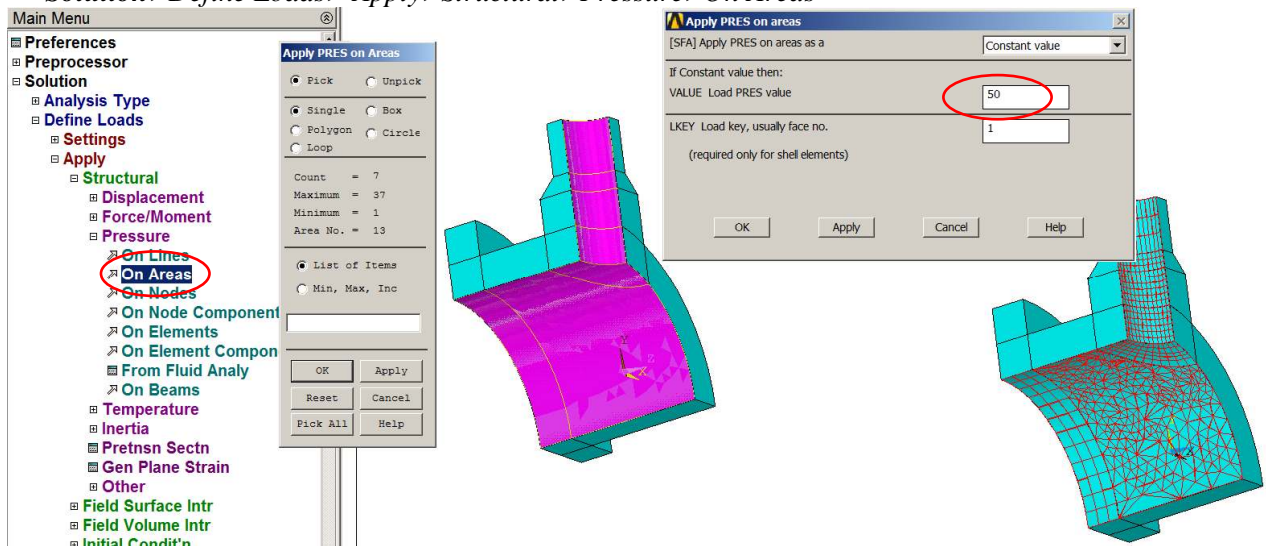 Solution> Define Loads> Apply> Structural> Pressure> On Areas
Main Menu
Preferences
Preprocessor
Solution
Analysis Type
Define Loads
Settings
Apply
Structural
Displacement
Force/Moment
Pressure
On Lines
On Areas
On Nodes
On Node Component
On Elements
On Element Compon
From Fluid Analy
On Beams
Temperature
Inertia
Pretnsn Sectn
Gen Plane Strain
Other
Field Surface Intr
Field Volume Intr
Initial Condit'n
Apply PRES on Areas
Pick Unpick
Single Box
Polygon Circle
Loop
Count = 7
Maximum = 37
Minimum = 1
Area No. = 13
List of Items
Min, Max, Inc
OK Apply
Reset Cancel
Pick All Help
Y
Z
X
Apply PRES on areas
[SFA] Apply PRES on areas as a Constant value
If Constant value then:
VALUE Load PRES value 50
LKEY Load key, usually face no. 1
(required only for shell elements)
OK Apply Cancel Help